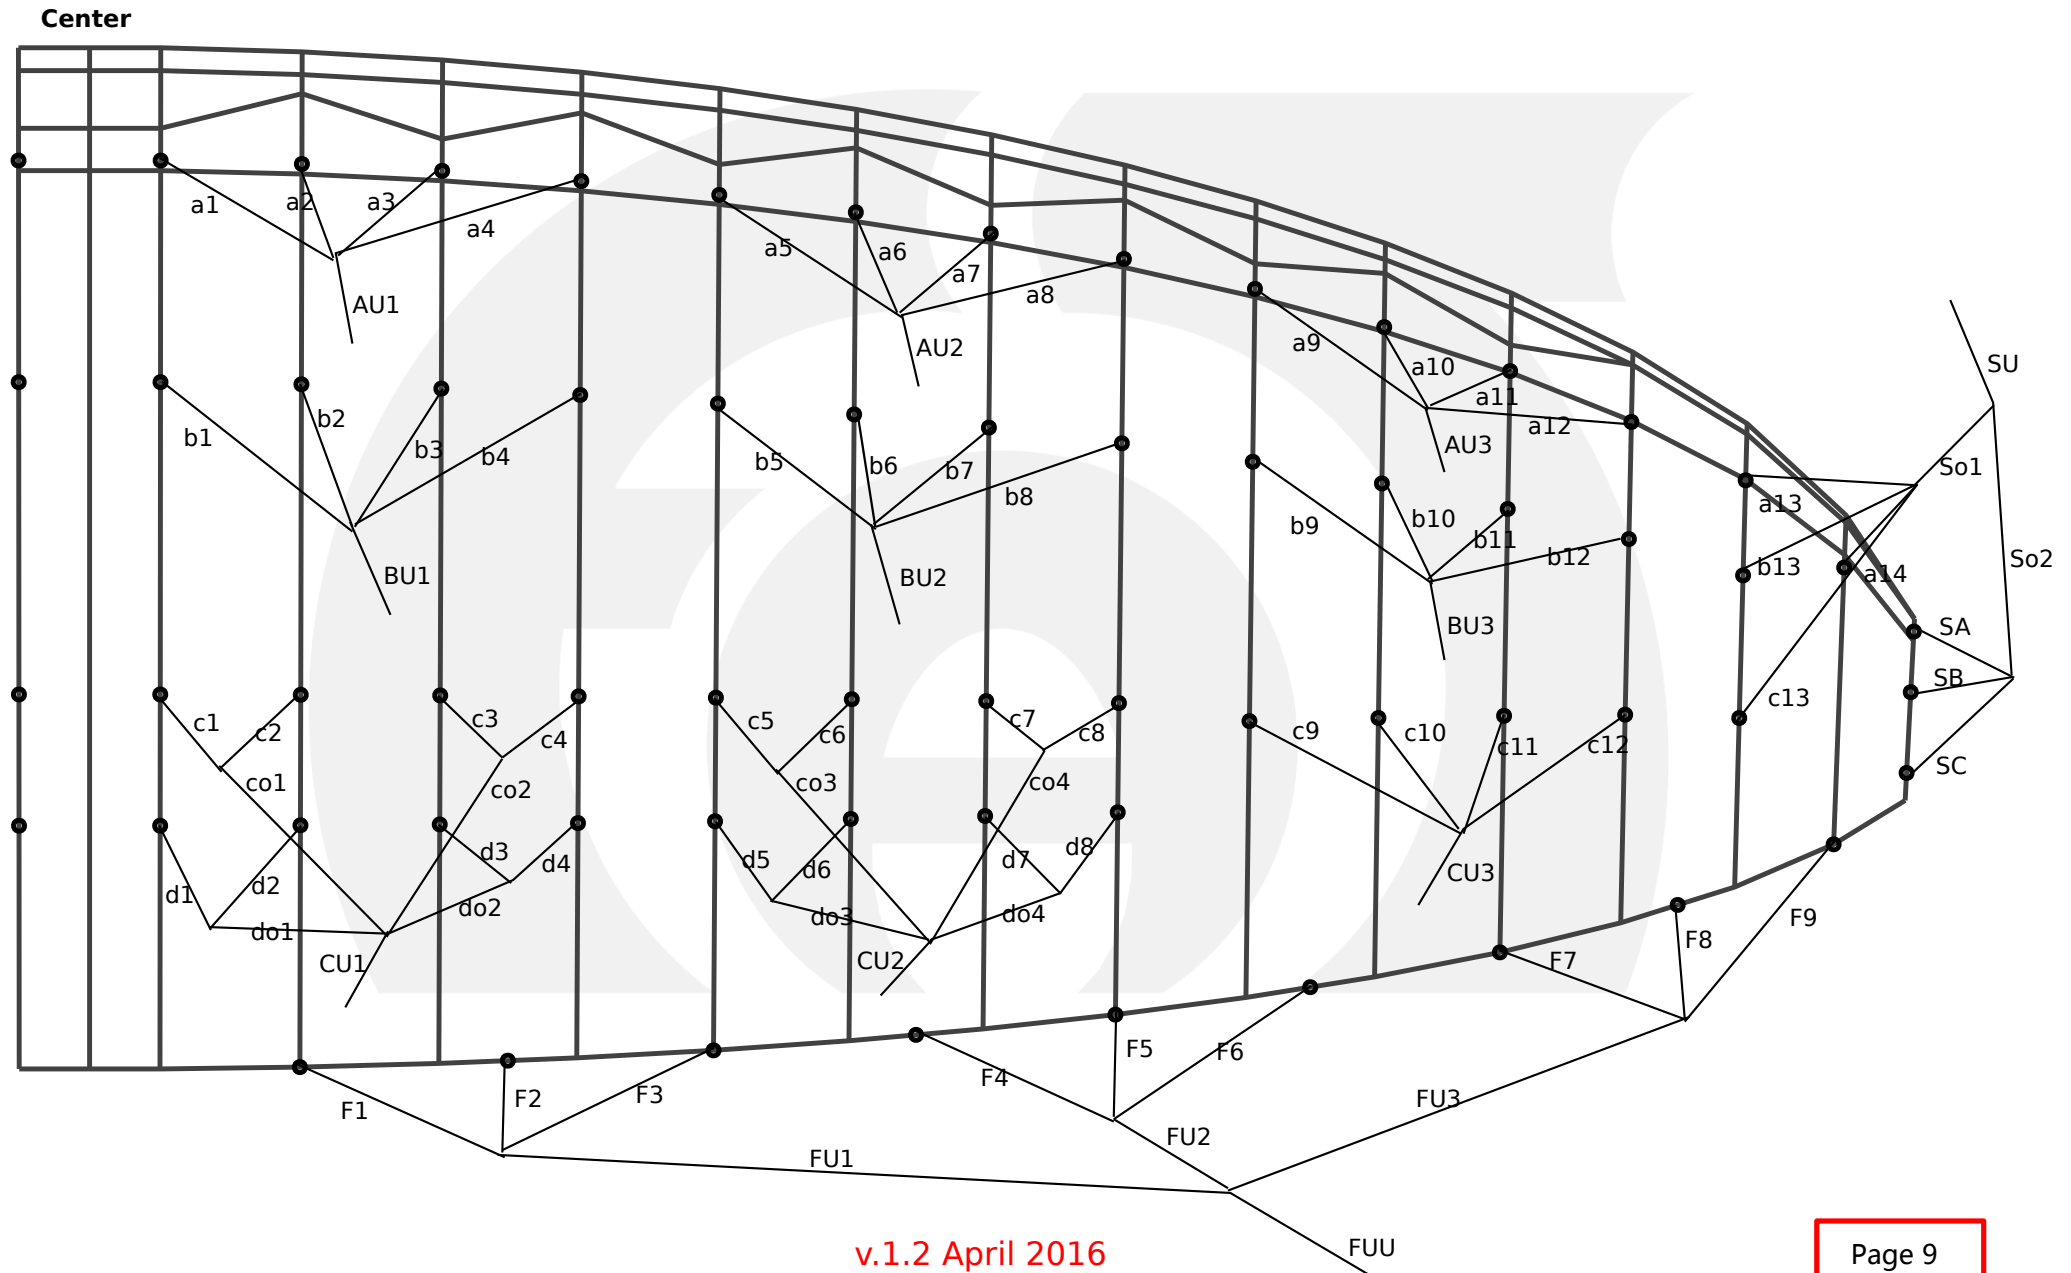 Center
a1 a2 a3 a4
AU1
a5 a6 a7 a8
AU2
a9 a10 a11 a12
AU3
SU
So1
a13
a14
b13
So2
b1 b2 b3 b4
BU1
b5 b6 b7 b8
BU2
b9 b10 b11 b12
BU3
SA
SB
SC
c1 c2 c3 c4
co1 co2
c5 c6 c7 c8
co3 co4
c9 c10 c11 c12
c13
CU3
d1 d2 d3 d4
do1 do2
CU1
d5 d6 d7 d8
do3 do4
CU2
F1 F2 F3
F4 F5 F6
F7 F8 F9
FU1
FU2
FU3
FUU
v.1.2 April 2016
Page 9